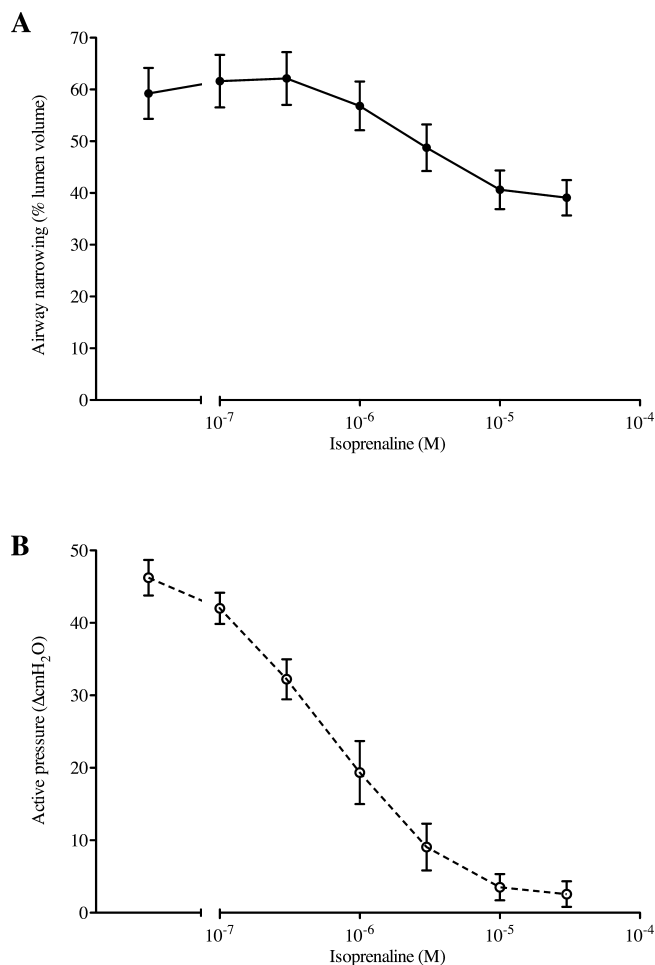 A
70
60
50
40
30
20
10
0
Airway narrowing (% lumen volume)
10-7 10-6 10-5 10-4
Isoprenaline (M)
B
50
40
30
20
10
0
Active pressure (ΔcmH2O)
10-7 10-6 10-5 10-4
Isoprenaline (M)